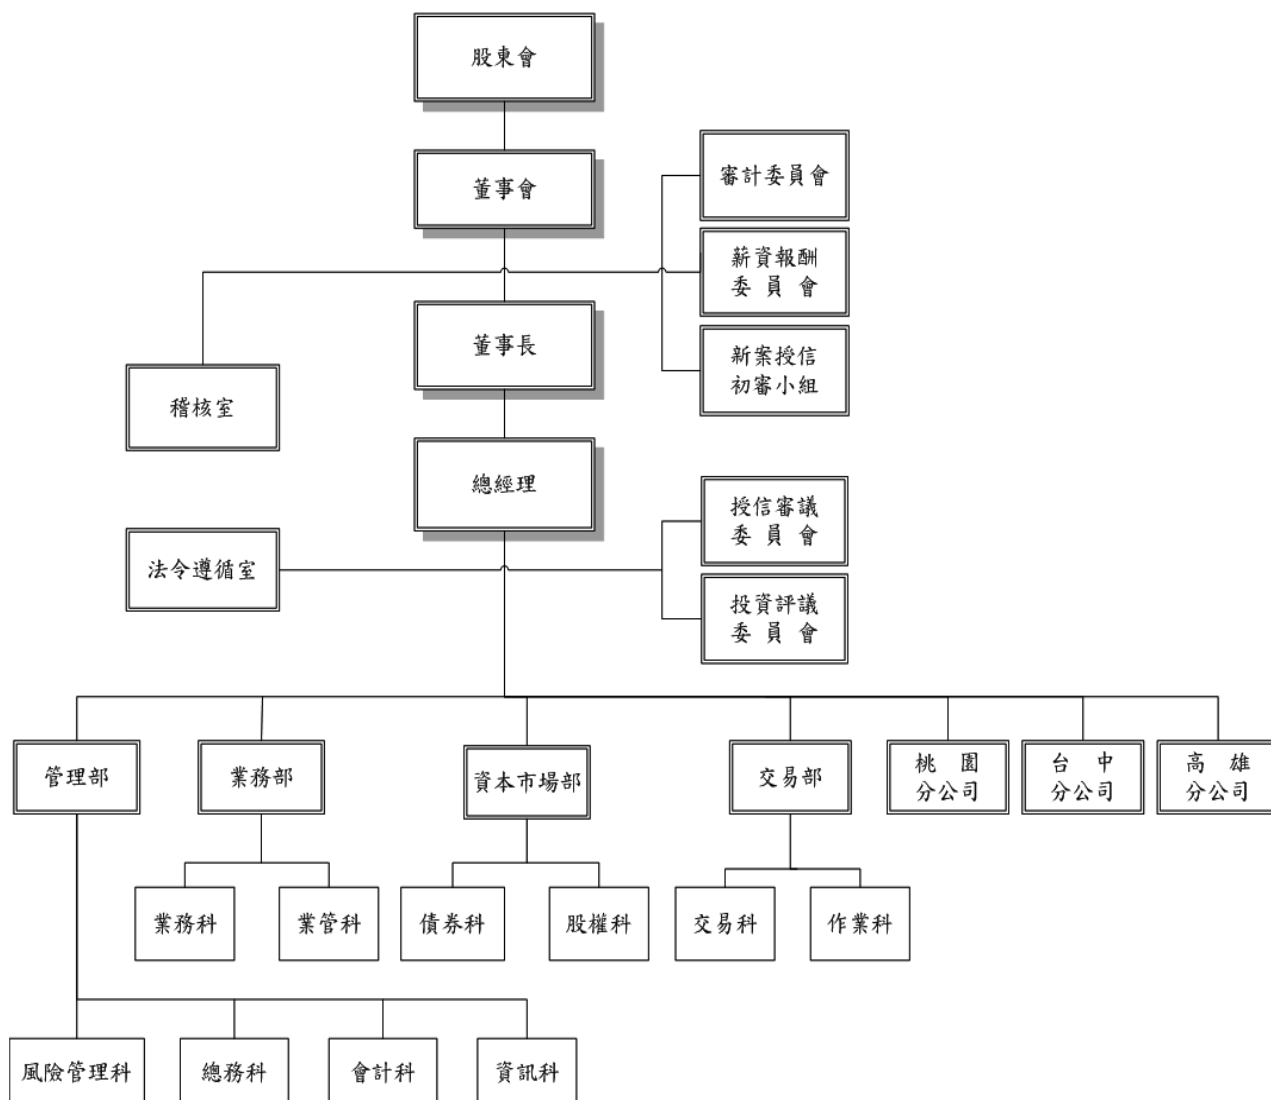 股東會
董事會
審計委員會
薪資報酬
委員會
董事長
新案授信
初審小組
稽核室
總經理
授信審議
委員會
法令遵循室
投資評議
委員會
管理部
業務部
資本市場部
交易部
桃園
分公司
台中
分公司
高雄
分公司
業務科
業管科
債券科
股權科
交易科
作業科
風險管理科
總務科
會計科
資訊科